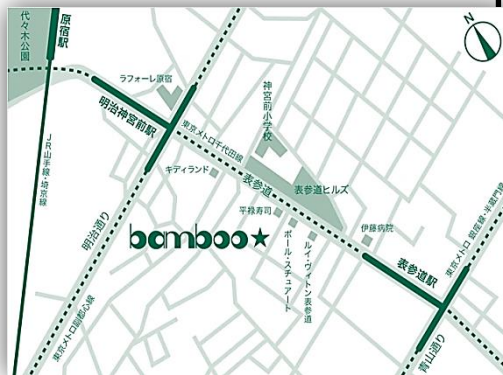 代々木公園
原宿駅
N
ラフォーレ原宿
明治神宮前駅
神宮前小学校
東京メトロ千代田線
JR山手線・埼京線
キディランド
表参道
表参道ヒルズ
平禄寿司
伊藤病院
東京メトロ 銀座線・半蔵門線
bamboo★
明治通り
ポール・スチュアート
ルイ・ヴィトン表参道
表参道駅
東京メトロ副都心線
青山通り